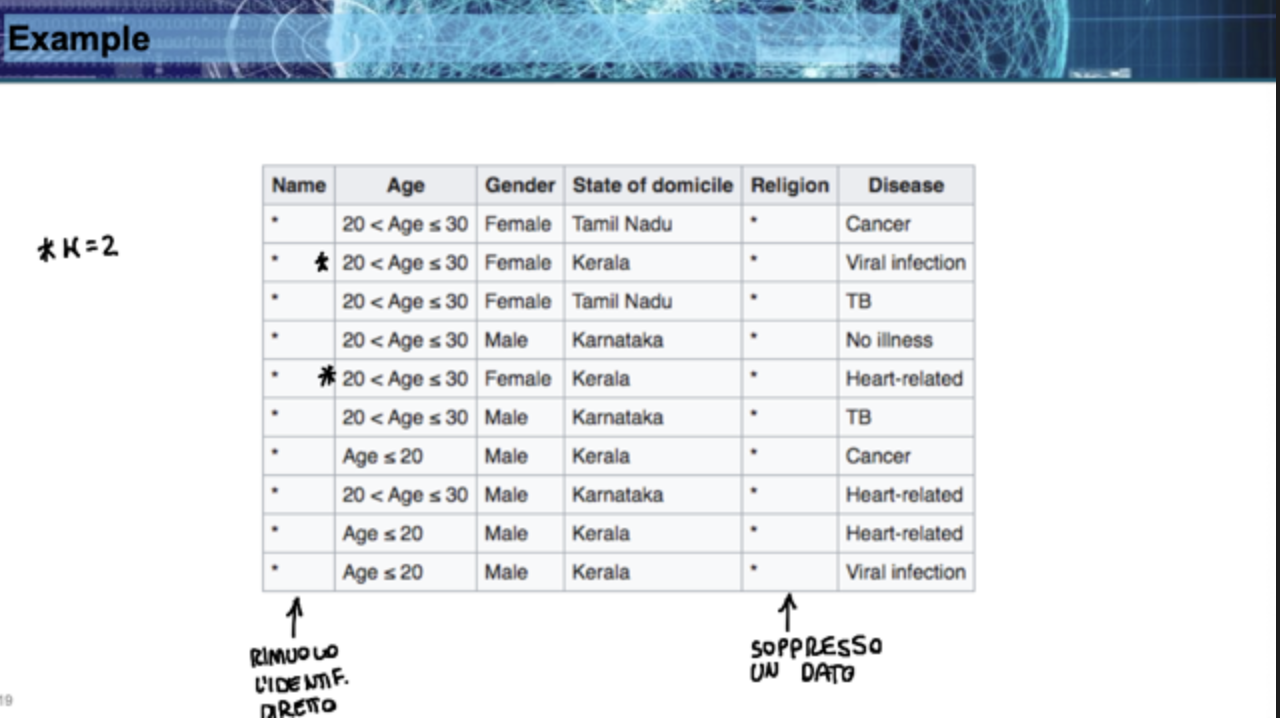 Example
Name Age Gender State of domicile Religion Disease
* 20 < Age ≤ 30 Female Tamil Nadu * Cancer
* K=2
* * 20 < Age ≤ 30 Female Kerala * Viral infection
* 20 < Age ≤ 30 Female Tamil Nadu * TB
* 20 < Age ≤ 30 Male Karnataka * No illness
* * 20 < Age ≤ 30 Female Kerala * Heart-related
* 20 < Age ≤ 30 Male Karnataka * TB
* Age ≤ 20 Male Kerala * Cancer
* 20 < Age ≤ 30 Male Karnataka * Heart-related
* Age ≤ 20 Male Kerala * Heart-related
* Age ≤ 20 Male Kerala * Viral infection
RIMUOVO
L'IDENTIF.
DIRETTO
SOPPRESSO
UN DATO
19